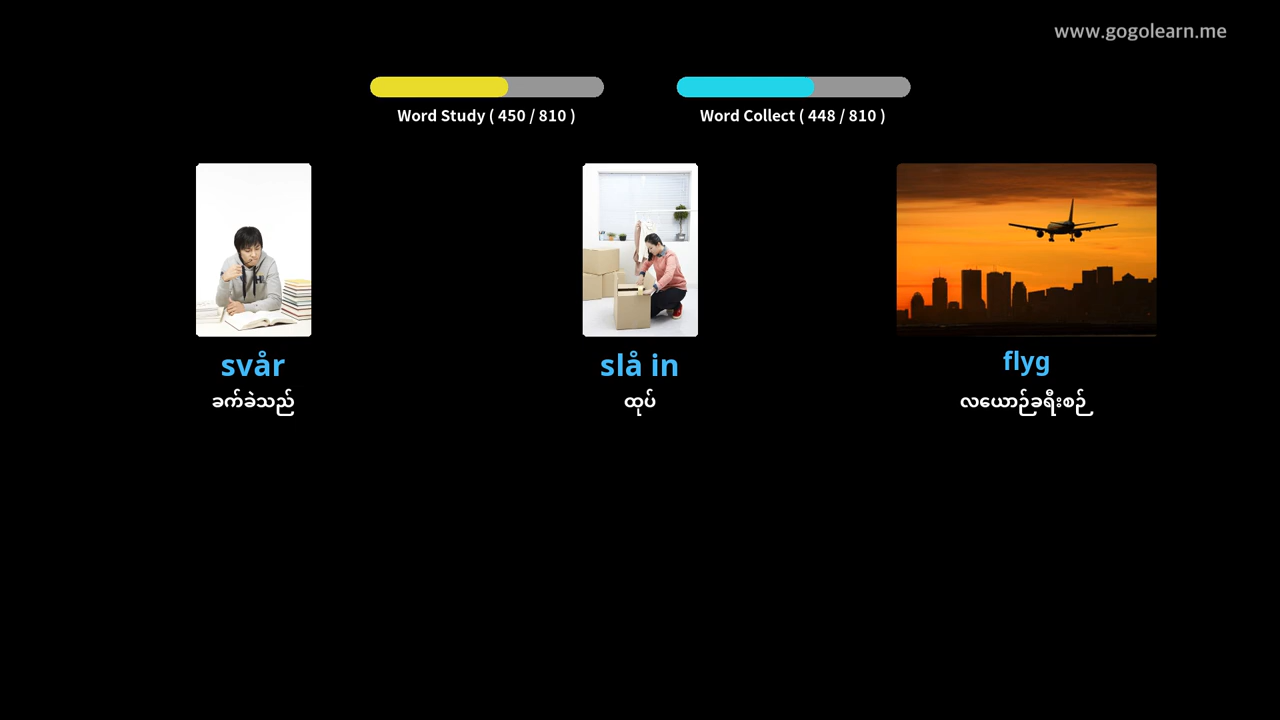 www.gogolearn.me
Word Study ( 450 / 810 )
Word Collect ( 448 / 810 )
svår
slå in
flyg
ခက်ခဲသည်
ထုပ်
လယောဉ်ခရီးစဉ်